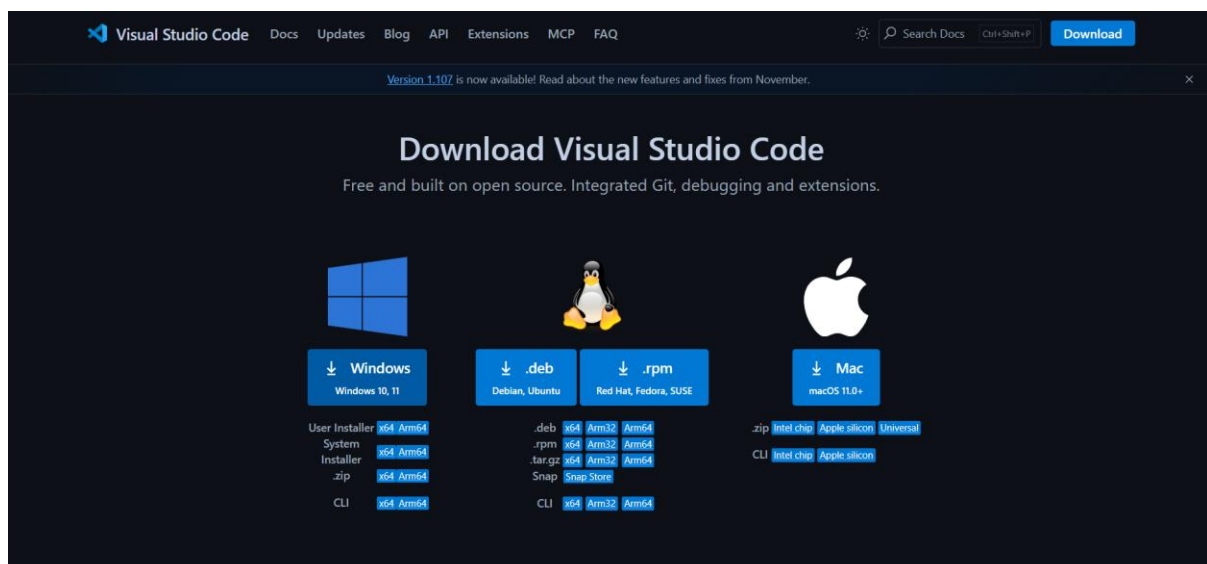 Visual Studio Code Docs Updates Blog API Extensions MCP FAQ Search Docs Ctrl+Shift+P Download
Version 1.107 is now available! Read about the new features and fixes from November.
Download Visual Studio Code
Free and built on open source. Integrated Git, debugging and extensions.
Windows
Windows 10, 11
User Installer x64 Arm64
System
Installer x64 Arm64
.zip x64 Arm64
CLI x64 Arm64
.deb
Debian, Ubuntu
.rpm
Red Hat, Fedora, SUSE
.deb x64 Arm32 Arm64
.rpm x64 Arm32 Arm64
.tar.gz x64 Arm32 Arm64
Snap Snap Store
CLI x64 Arm32 Arm64
Mac
macOS 11.0+
.zip Intel chip Apple silicon Universal
CLI Intel chip Apple silicon